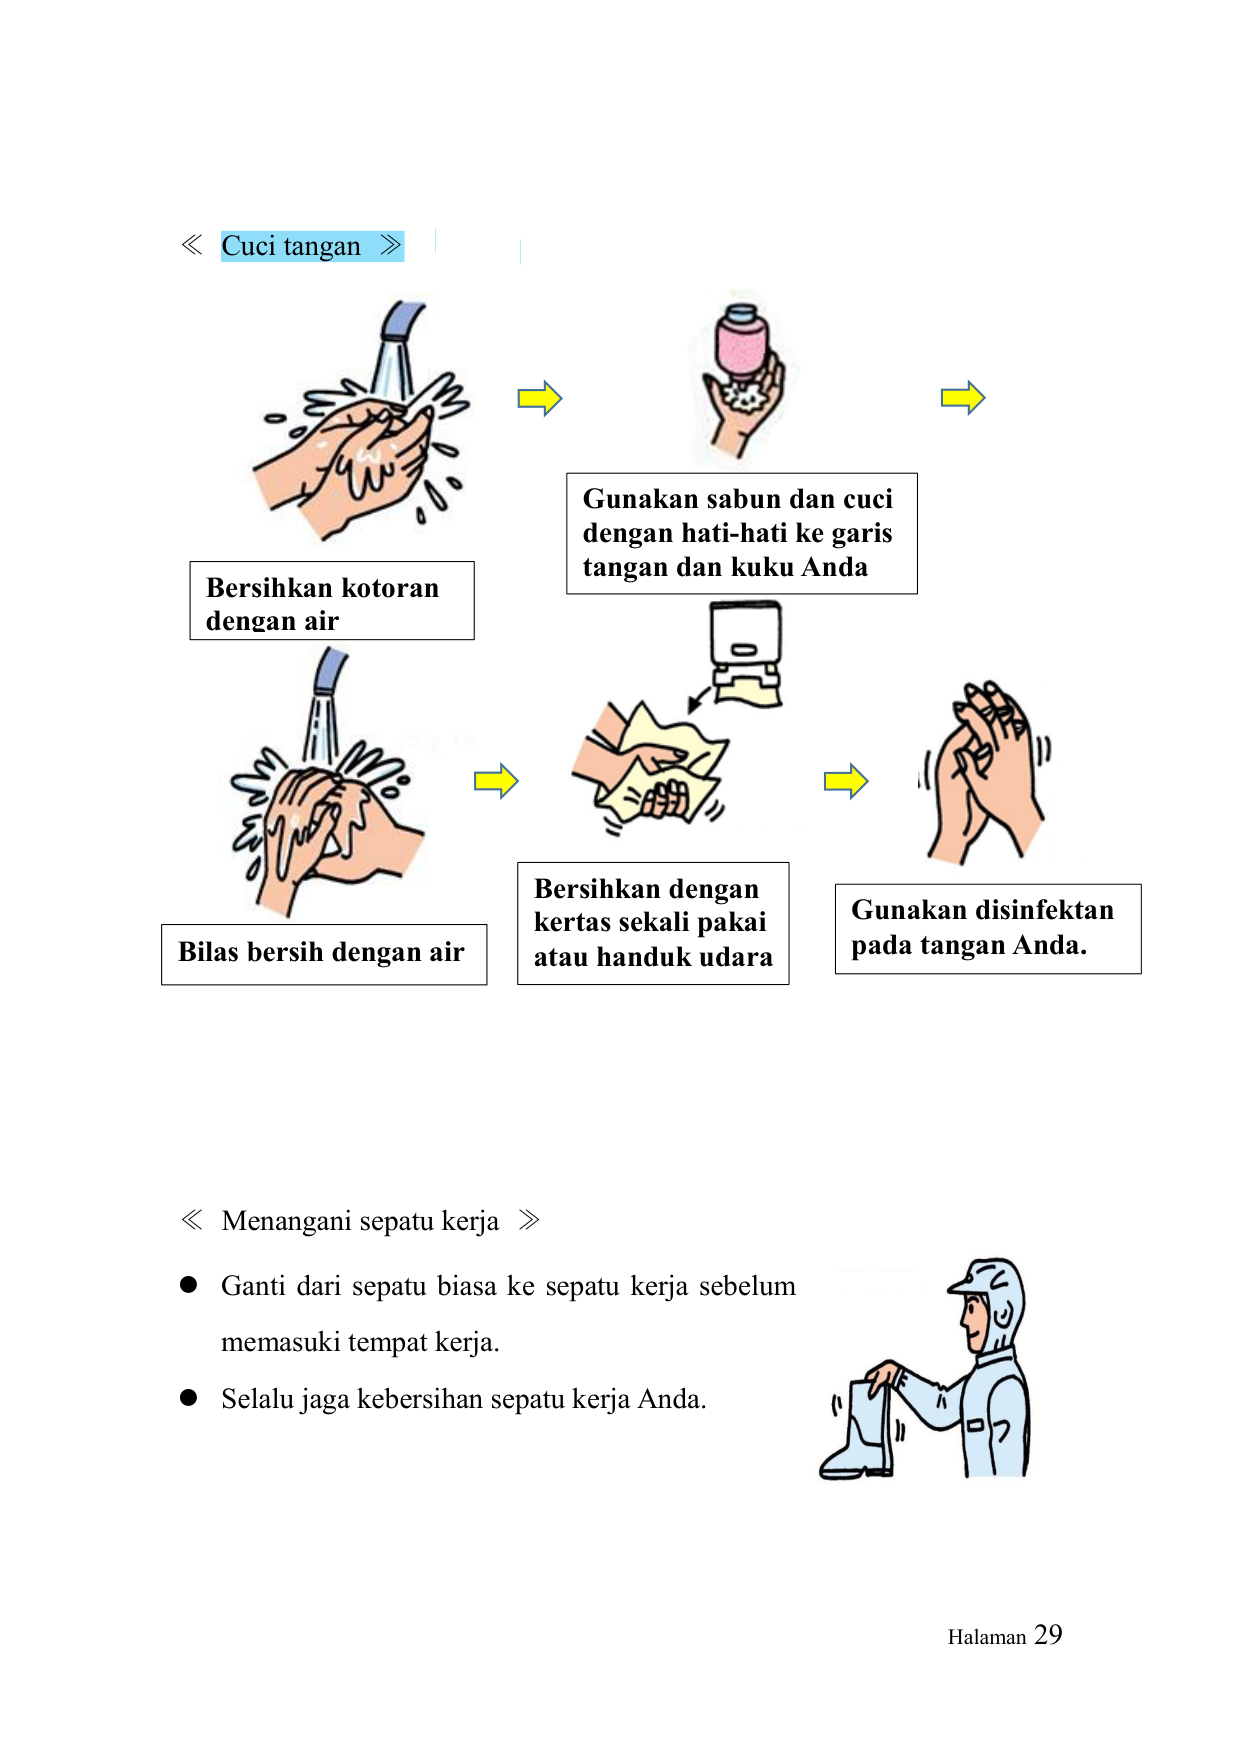 ≪ Cuci tangan ≫
Gunakan sabun dan cuci
dengan hati-hati ke garis
tangan dan kuku Anda
Bersihkan kotoran
dengan air
Bilas bersih dengan air
Bersihkan dengan
kertas sekali pakai
atau handuk udara
Gunakan disinfektan
pada tangan Anda.
≪ Menangani sepatu kerja ≫
● Ganti dari sepatu biasa ke sepatu kerja sebelum
memasuki tempat kerja.
● Selalu jaga kebersihan sepatu kerja Anda.
Halaman 29